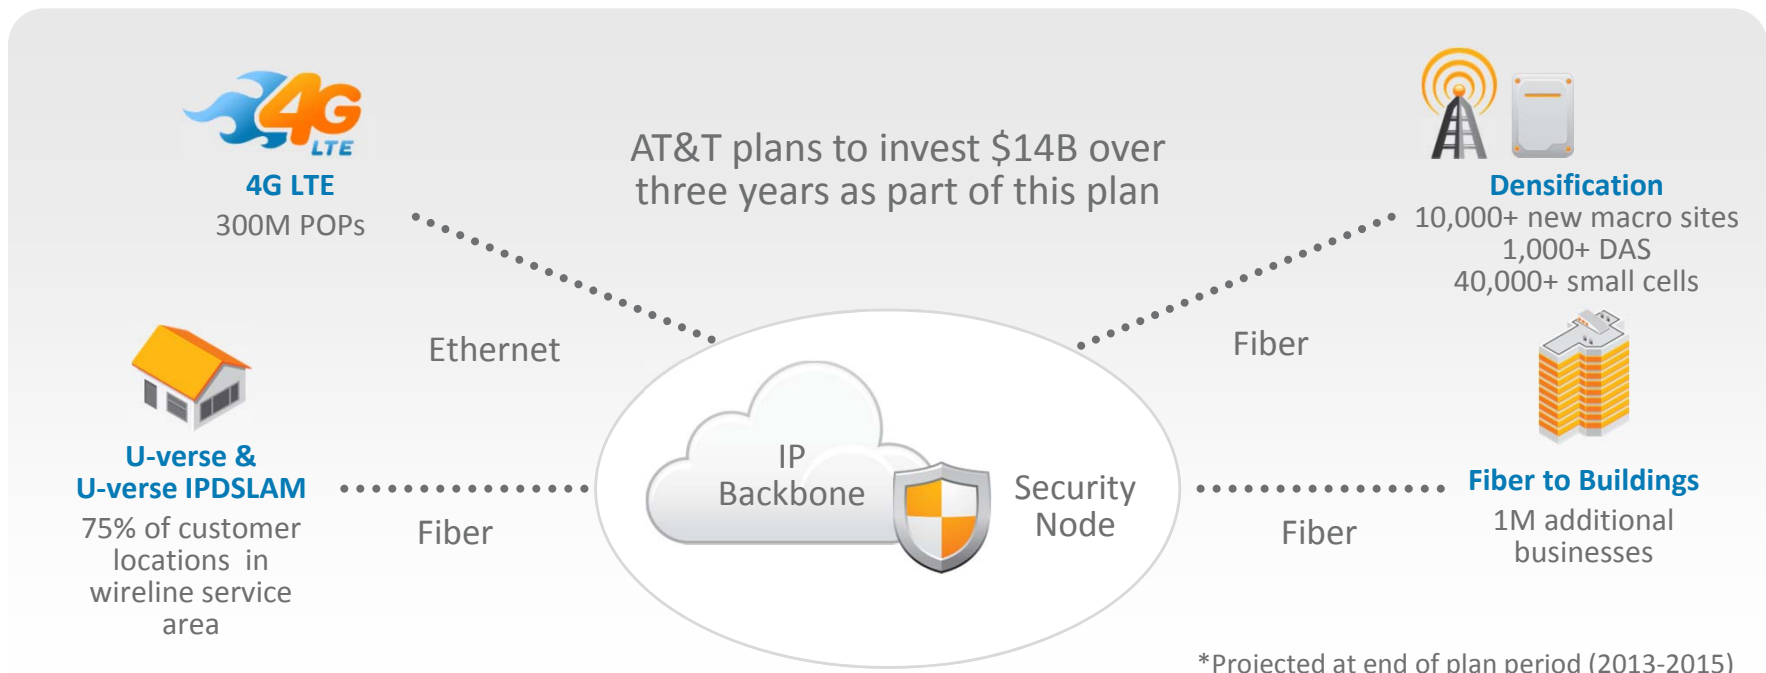 4G
LTE
4G LTE
300M POPs
AT&T plans to invest $14B over
three years as part of this plan
Densification
10,000+ new macro sites
1,000+ DAS
40,000+ small cells
Ethernet
Fiber
U-verse &
U-verse IPDSLAM
75% of customer
locations in
wireline service
area
Fiber
IP
Backbone
Security
Node
Fiber
Fiber to Buildings
1M additional
businesses
*Projected at end of plan period (2013-2015)